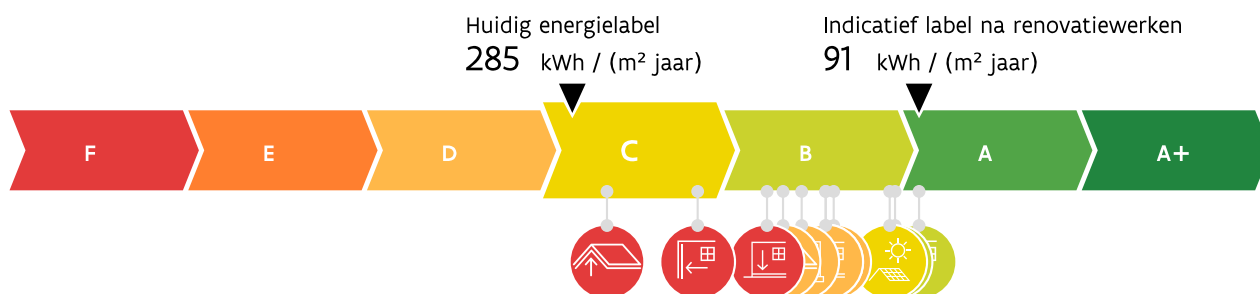 Huidig energielabel
285 kWh / (m² jaar)
Indicatief label na renovatiewerken
91 kWh / (m² jaar)
F E D C B A A+